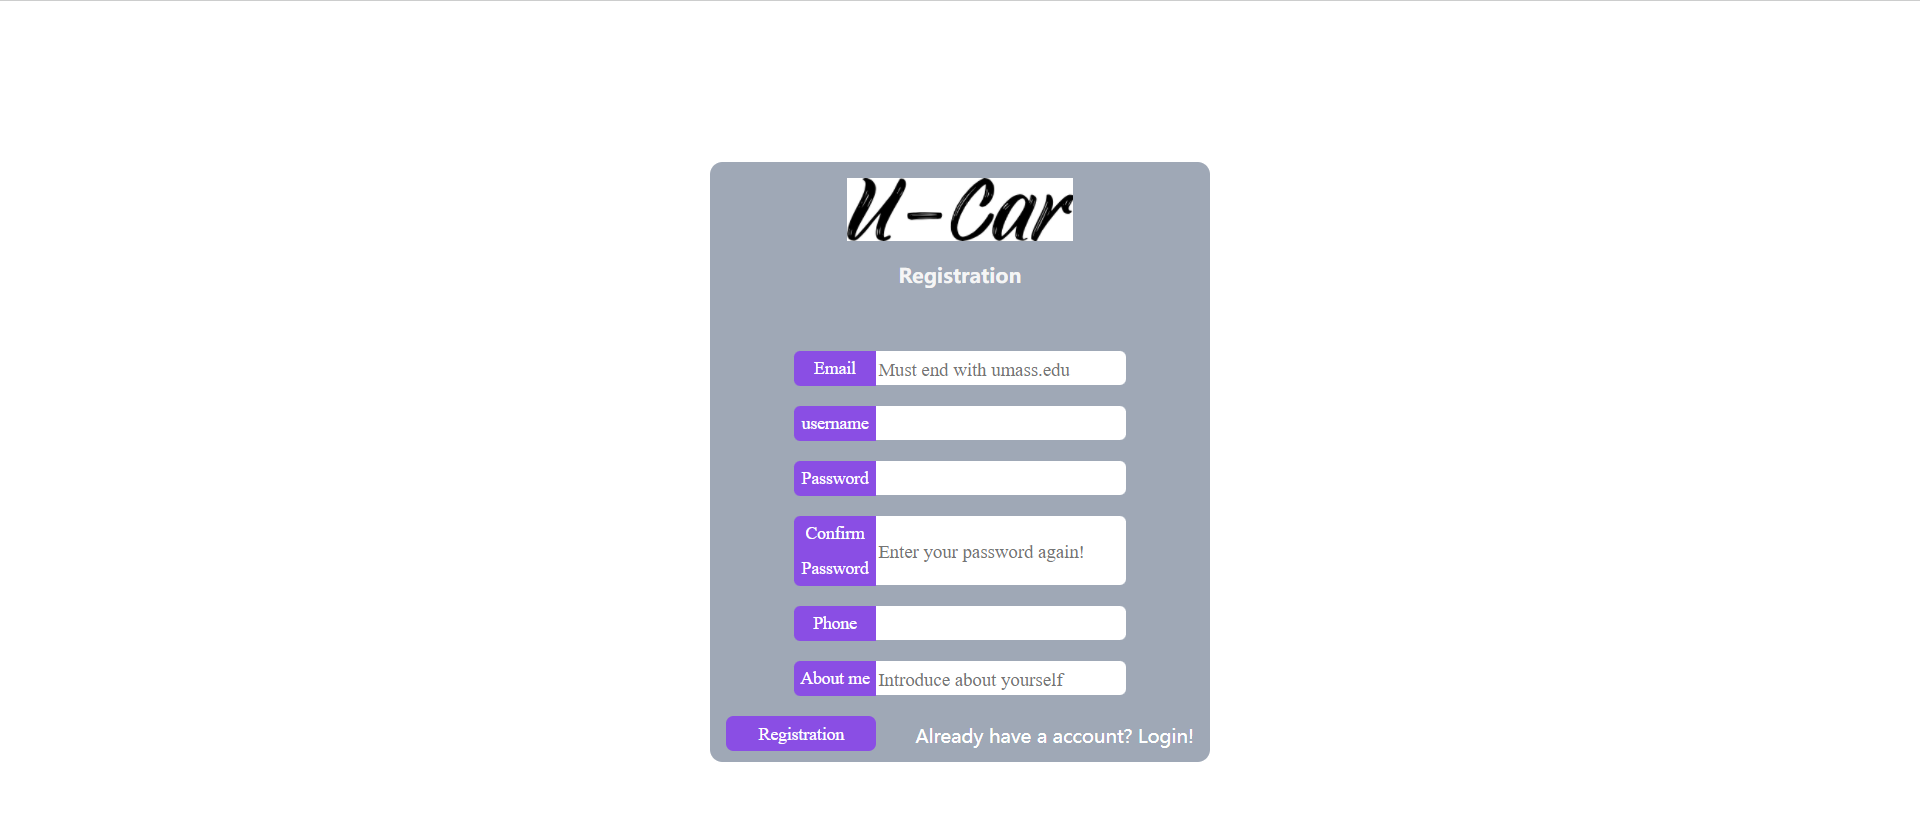 U-Car
Registration
Email
Must end with umass.edu
username
Password
Confirm
Password
Enter your password again!
Phone
About me
Introduce about yourself
Registration
Already have a account? Login!